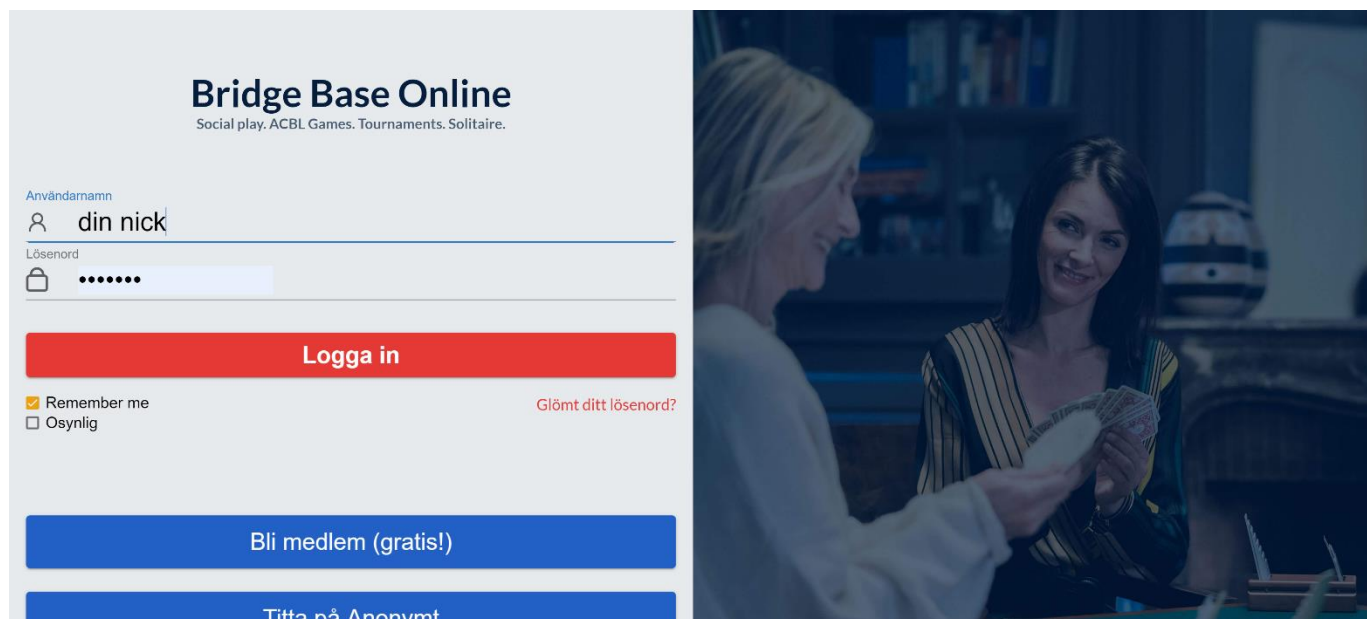 Bridge Base Online
Social play. ACBL Games. Tournaments. Solitaire.
Användarnamn
din nick
Lösenord
•••••••
Logga in
Remember me
Glömt ditt lösenord?
Osynlig
Bli medlem (gratis!)
Titta på Anonymt